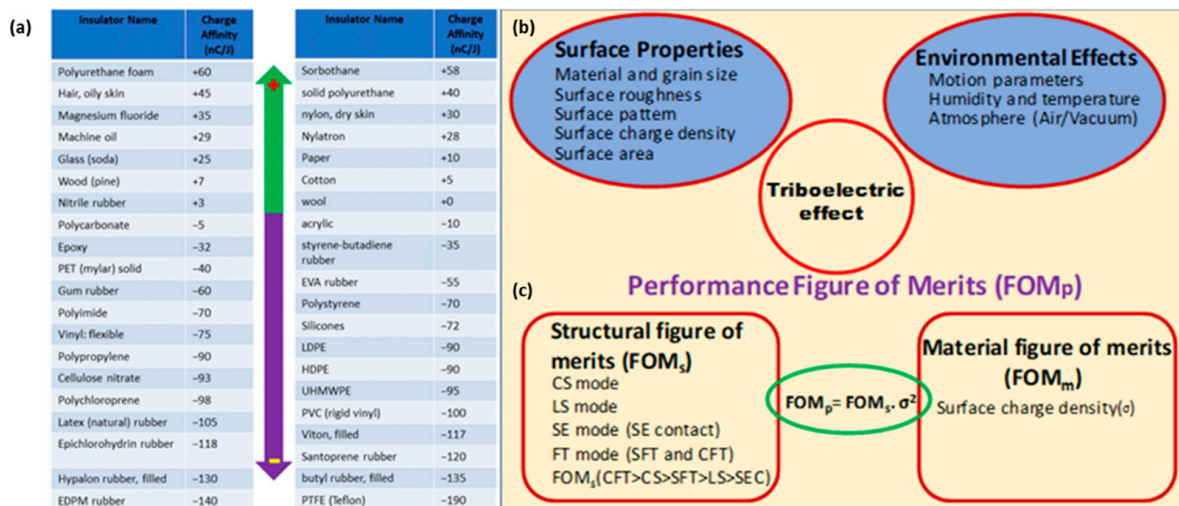 (a)
Insulator Name Charge Affinity (nC/J)
Polyurethane foam +60
Hair, oily skin +45
Magnesium fluoride +35
Machine oil +29
Glass (soda) +25
Wood (pine) +7
Nitrile rubber +3
Polycarbonate −5
Epoxy −32
PET (mylar) solid −40
Gum rubber −60
Polyimide −70
Vinyl: flexible −75
Polypropylene −90
Cellulose nitrate −93
Polychloroprene −98
Latex (natural) rubber −105
Epichlorohydrin rubber −118
Hypalon rubber, filled −130
EDPM rubber −140
+
−
Insulator Name Charge Affinity (nC/J)
Sorbothane +58
solid polyurethane +40
nylon, dry skin +30
Nylatron +28
Paper +10
Cotton +5
wool +0
acrylic −10
styrene-butadiene rubber −35
EVA rubber −55
Polystyrene −70
Silicones −72
LDPE −90
HDPE −90
UHMWPE −95
PVC (rigid vinyl) −100
Viton, filled −117
Santoprene rubber −120
butyl rubber, filled −135
PTFE (Teflon) −190
(b)
Surface Properties
Material and grain size
Surface roughness
Surface pattern
Surface charge density
Surface area
Environmental Effects
Motion parameters
Humidity and temperature
Atmosphere (Air/Vacuum)
Triboelectric
effect
(c)
Performance Figure of Merits (FOMp)
Structural figure of
merits (FOMs)
CS mode
LS mode
SE mode (SE contact)
FT mode (SFT and CFT)
FOMs(CFT>CS>SFT>LS>SEC)
FOMp= FOMs. σ²
Material figure of merits
(FOMm)
Surface charge density(σ)